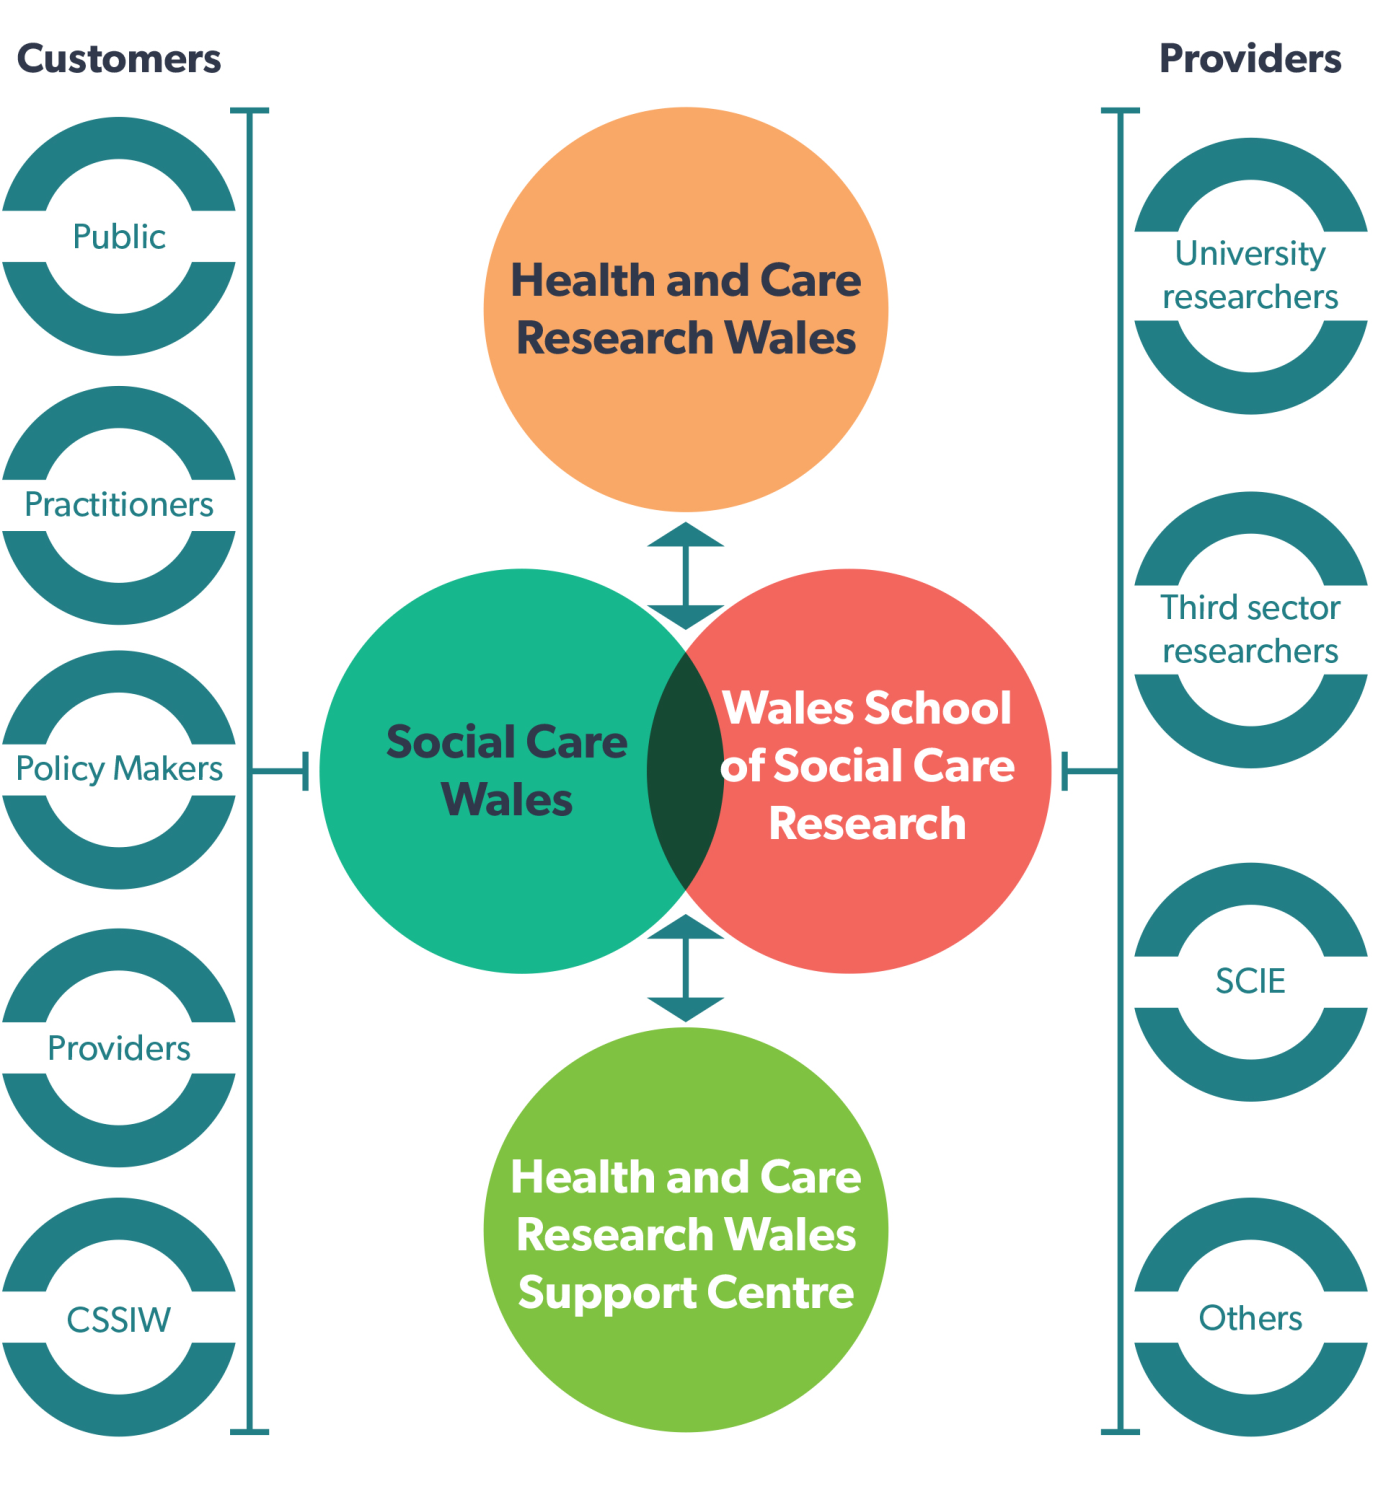 Customers
Public
Practitioners
Policy Makers
Providers
CSSIW
Health and Care
Research Wales
Social Care
Wales
Wales School
of Social Care
Research
Health and Care
Research Wales
Support Centre
Providers
University
researchers
Third sector
researchers
SCIE
Others